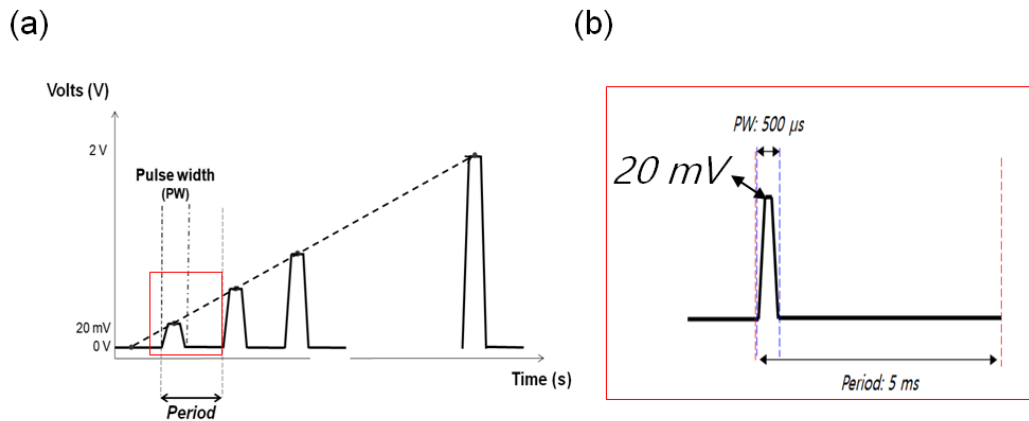 (a)
Volts (V)
2 V
Pulse width
(PW)
20 mV
0 V
Time (s)
Period
(b)
PW: 500 µs
20 mV
Period: 5 ms